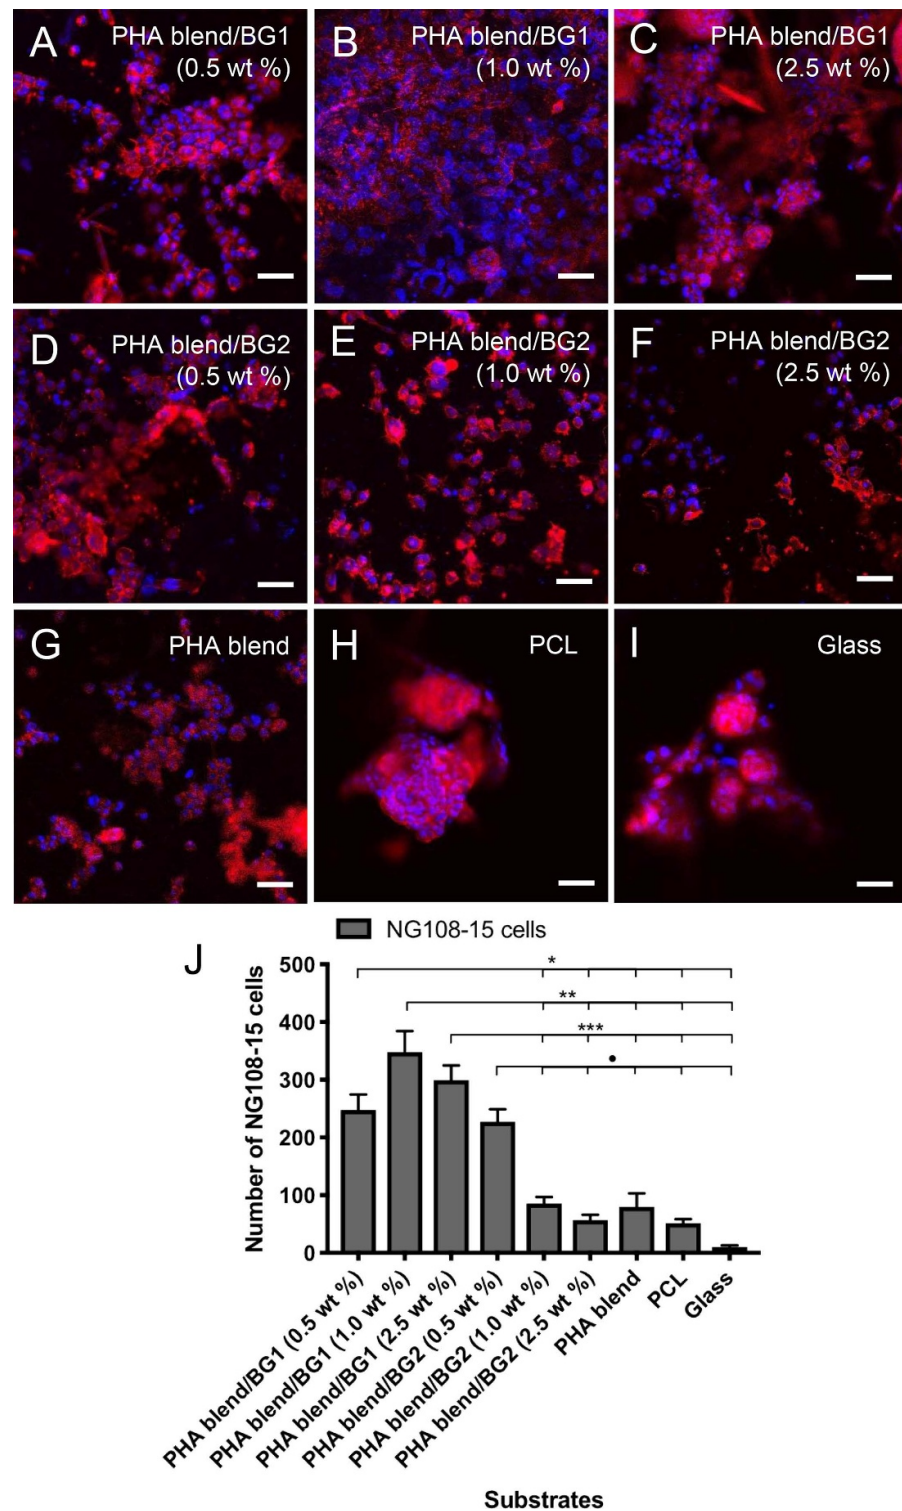 A
PHA blend/BG1
(0.5 wt %)
B
PHA blend/BG1
(1.0 wt %)
C
PHA blend/BG1
(2.5 wt %)
D
PHA blend/BG2
(0.5 wt %)
E
PHA blend/BG2
(1.0 wt %)
F
PHA blend/BG2
(2.5 wt %)
G
PHA blend
H
PCL
I
Glass
J
NG108-15 cells
Number of NG108-15 cells
500
400
300
200
100
0
*
**
***
•
PHA blend/BG1 (0.5 wt %)
PHA blend/BG1 (1.0 wt %)
PHA blend/BG1 (2.5 wt %)
PHA blend/BG2 (0.5 wt %)
PHA blend/BG2 (1.0 wt %)
PHA blend/BG2 (2.5 wt %)
PHA blend
PCL
Glass
Substrates